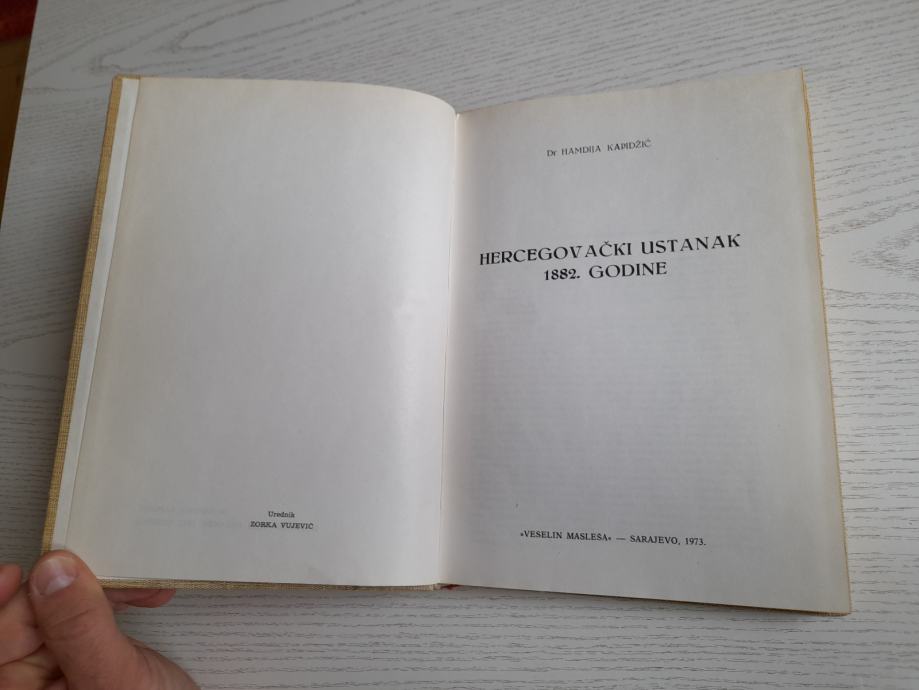 Urednik
ZORKA VUJEVIĆ
Dr HAMDIJA KAPIDŽIĆ
HERCEGOVAČKI USTANAK
1882. GODINE
»VESELIN MASLEŠA« — SARAJEVO, 1973.